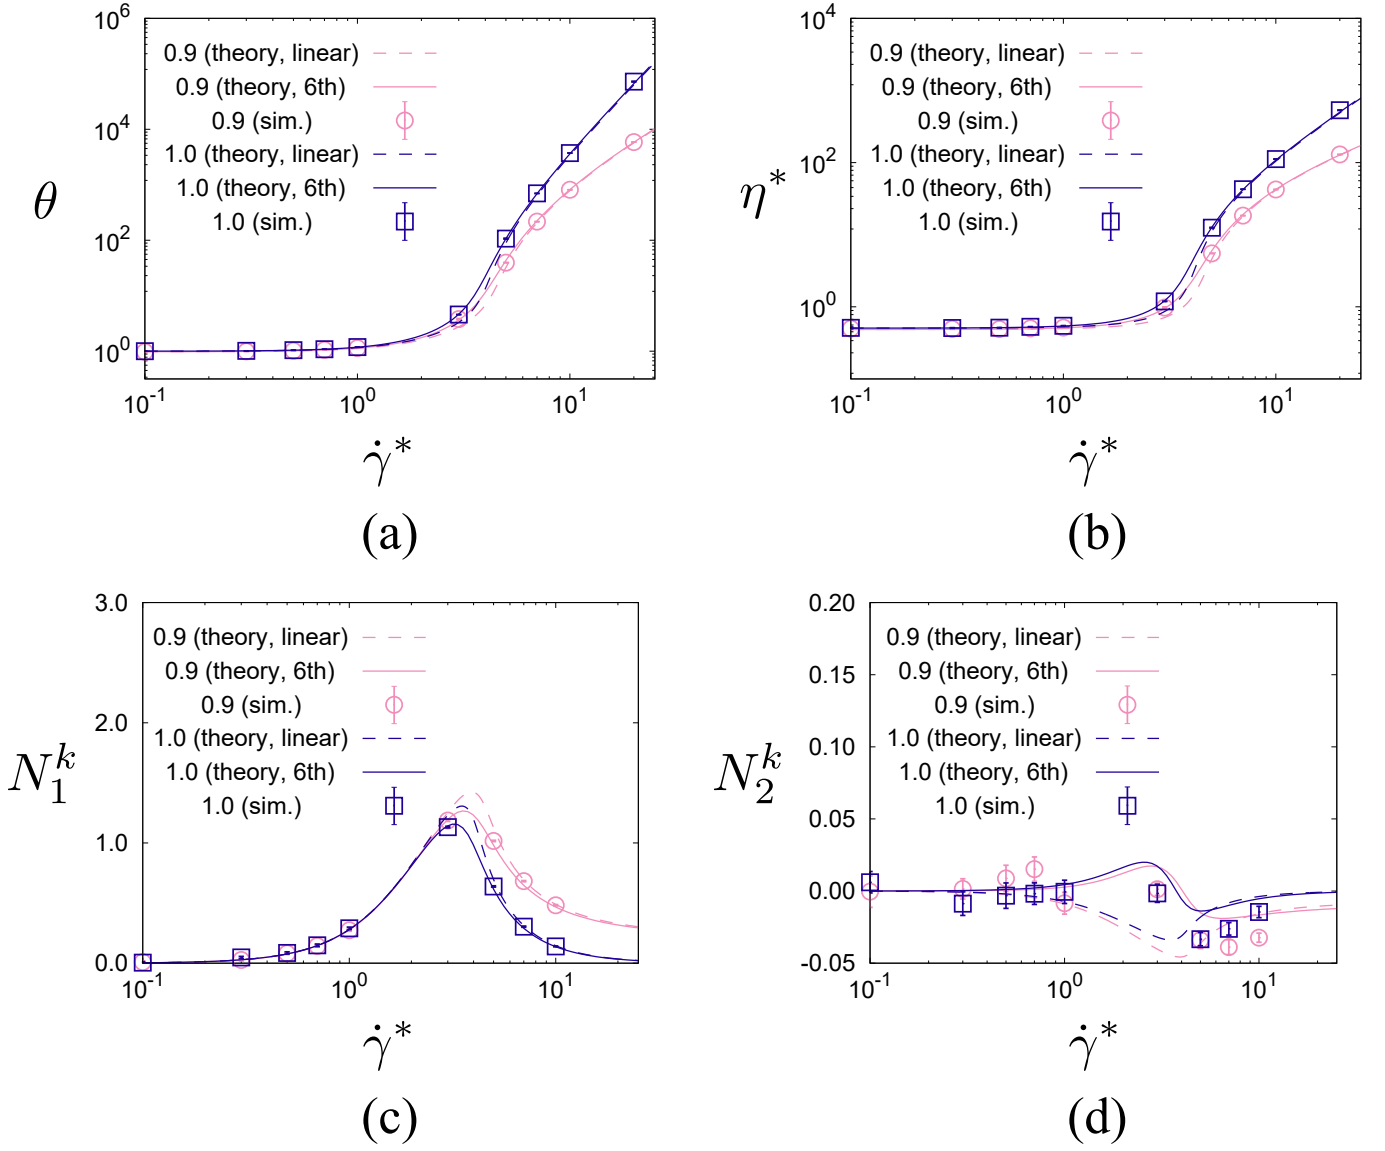 10^6
10^4
10^2
10^0
θ
0.9 (theory, linear)
0.9 (theory, 6th)
0.9 (sim.)
1.0 (theory, linear)
1.0 (theory, 6th)
1.0 (sim.)
10^-1 10^0 10^1
γ̇*
(a)
10^4
10^2
10^0
η*
0.9 (theory, linear)
0.9 (theory, 6th)
0.9 (sim.)
1.0 (theory, linear)
1.0 (theory, 6th)
1.0 (sim.)
10^-1 10^0 10^1
γ̇*
(b)
3.0
2.0
1.0
0.0
N_1^k
0.9 (theory, linear)
0.9 (theory, 6th)
0.9 (sim.)
1.0 (theory, linear)
1.0 (theory, 6th)
1.0 (sim.)
10^-1 10^0 10^1
γ̇*
(c)
0.20
0.15
0.10
0.05
0.00
-0.05
N_2^k
0.9 (theory, linear)
0.9 (theory, 6th)
0.9 (sim.)
1.0 (theory, linear)
1.0 (theory, 6th)
1.0 (sim.)
10^-1 10^0 10^1
γ̇*
(d)